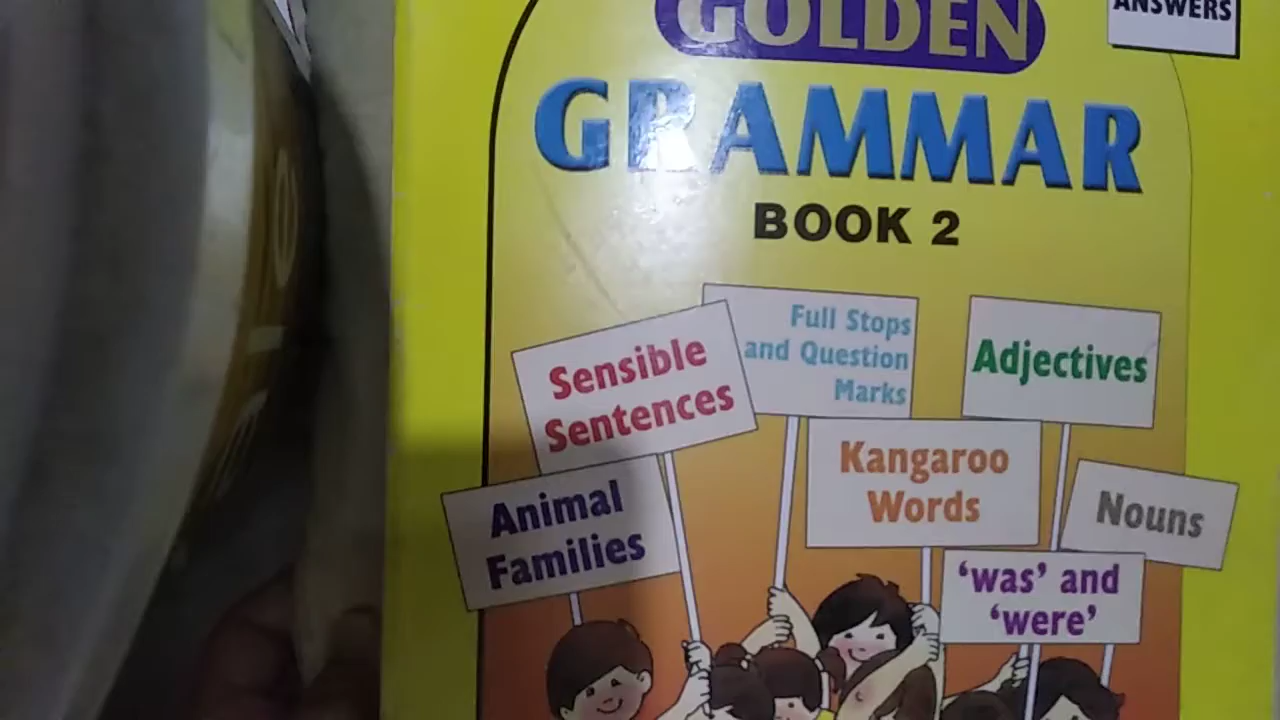 ANSWERS
GOLDEN
GRAMMAR
BOOK 2
Full Stops
and Question
Marks
Sensible
Sentences
Adjectives
Kangaroo
Words
Animal
Families
Nouns
‘was’ and
‘were’